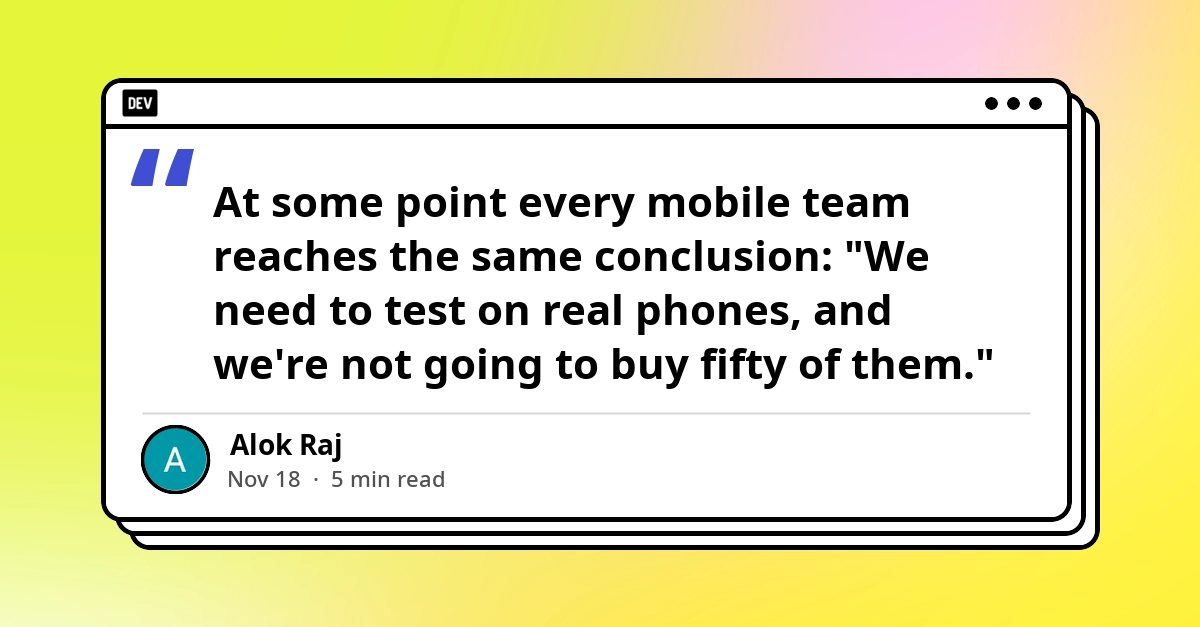 DEV
“
At some point every mobile team
reaches the same conclusion: "We
need to test on real phones, and
we're not going to buy fifty of them."
A
Alok Raj
Nov 18 · 5 min read